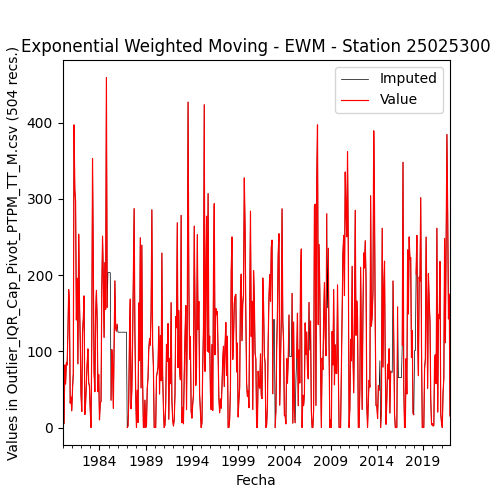 Exponential Weighted Moving - EWM - Station 25025300
Imputed
Value
Values in Outlier_IQR_Cap_Pivot_PTPM_TT_M.csv (504 recs.)
400
300
200
100
0
1984 1989 1994 1999 2004 2009 2014 2019
Fecha